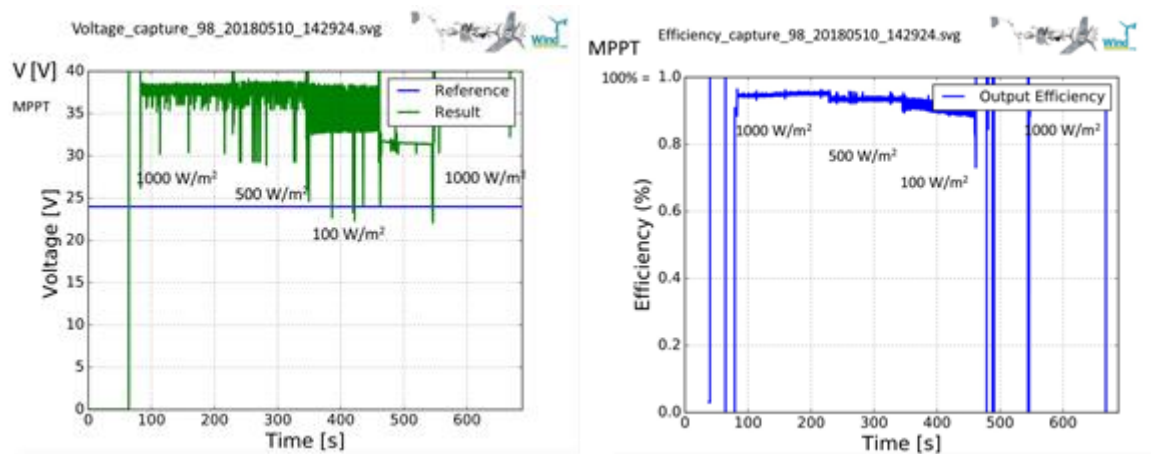 Voltage_capture_98_20180510_142924.svg
Wind
V [V]
MPPT
40
35
30
25
20
15
10
5
0
Voltage [V]
Reference
Result
1000 W/m²
500 W/m²
100 W/m²
1000 W/m²
0 100 200 300 400 500 600
Time [s]
Efficiency_capture_98_20180510_142924.svg
Wind
MPPT
100% = 1.0
0.8
0.6
0.4
0.2
0.0
Efficiency (%)
Output Efficiency
1000 W/m²
500 W/m²
100 W/m²
1000 W/m²
0 100 200 300 400 500 600
Time [s]